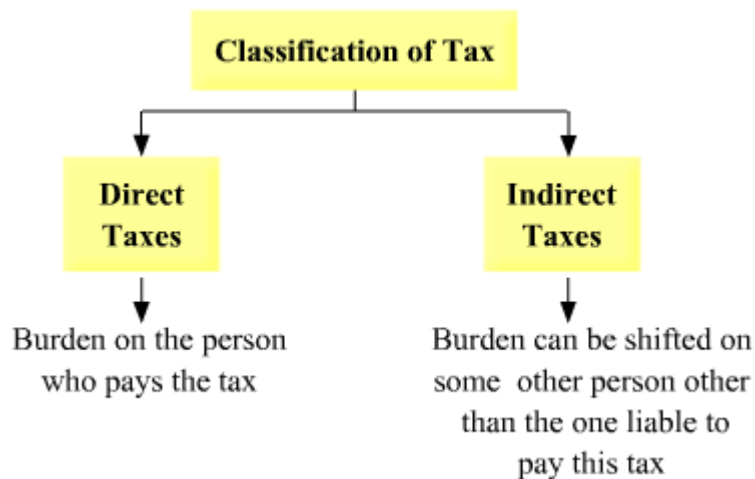 Classification of Tax
Direct
Taxes
Indirect
Taxes
Burden on the person
who pays the tax
Burden can be shifted on
some other person other
than the one liable to
pay this tax